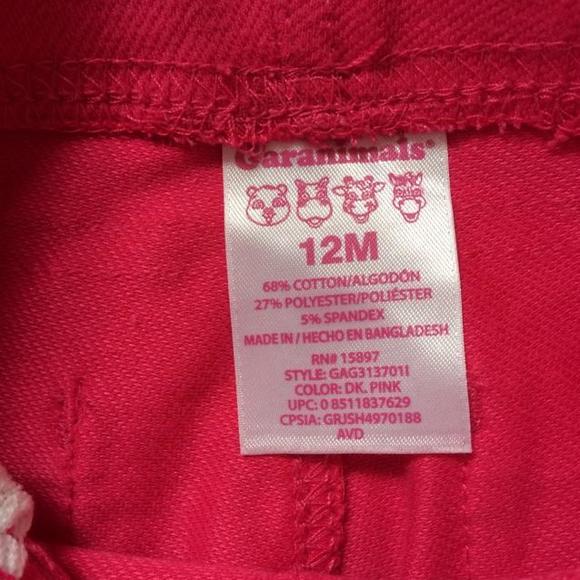 Garanimals®
12M
68% COTTON/ALGODÓN
27% POLYESTER/POLIÉSTER
5% SPANDEX
MADE IN / HECHO EN BANGLADESH
RN# 15897
STYLE: GAG313701I
COLOR: DK. PINK
UPC: 0 8511837629
CPSIA: GRJSH4970188
AVD